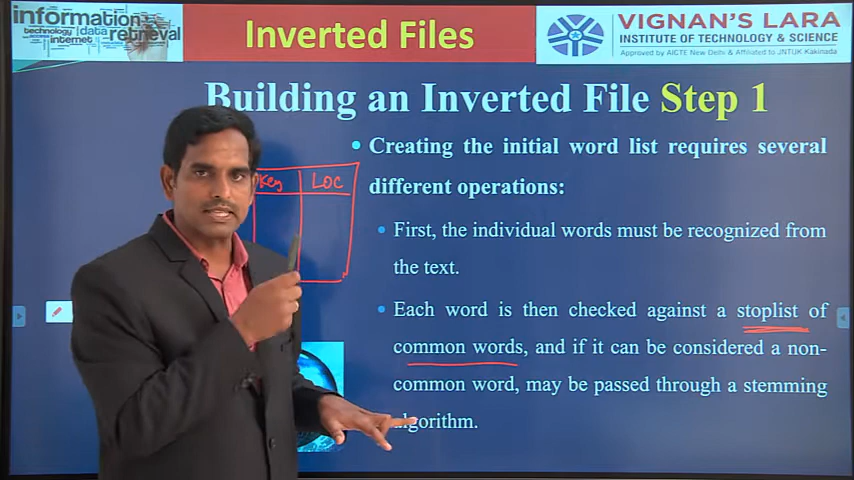 information
technology data
internet retrieval
Inverted Files
VIGNAN'S LARA
INSTITUTE OF TECHNOLOGY & SCIENCE
Approved by AICTE New Delhi & Affiliated to JNTUK Kakinada
Building an Inverted File Step 1
• Creating the initial word list requires several
different operations:
Key LOC
• First, the individual words must be recognized from
the text.
• Each word is then checked against a stoplist of
common words, and if it can be considered a non-
common word, may be passed through a stemming
algorithm.